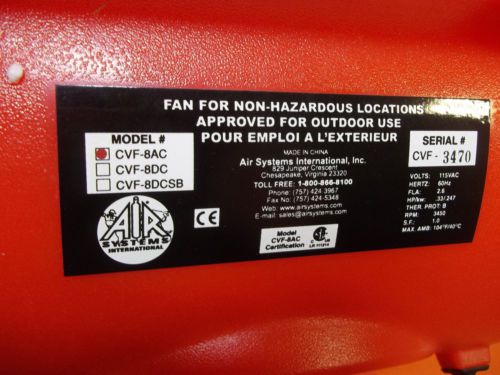 FAN FOR NON-HAZARDOUS LOCATIONS
APPROVED FOR OUTDOOR USE
POUR EMPLOI A L'EXTERIEUR
MODEL #
CVF-8AC
CVF-8DC
CVF-8DCSB
AIR
SYSTEMS
INTERNATIONAL
CE
MADE IN CHINA
Air Systems International, Inc.
829 Juniper Crescent
Chesapeake, Virginia 23320
TOLL FREE: 1-800-866-8100
Phone: (757) 424 3967
Fax No: (757) 424-5348
Web: www.airsystems.com
E-mail: sales@airsystems.com
Model
CVF-8AC
Certification
SERIAL #
CVF - 3470
VOLTS: 115VAC
HERTZ: 60Hz
FLA: 2.6
HP/kw: .33/.247
THER. PROT: B
RPM: 3450
S.F.: 1.0
MAX. AMB: 104°F/40°C